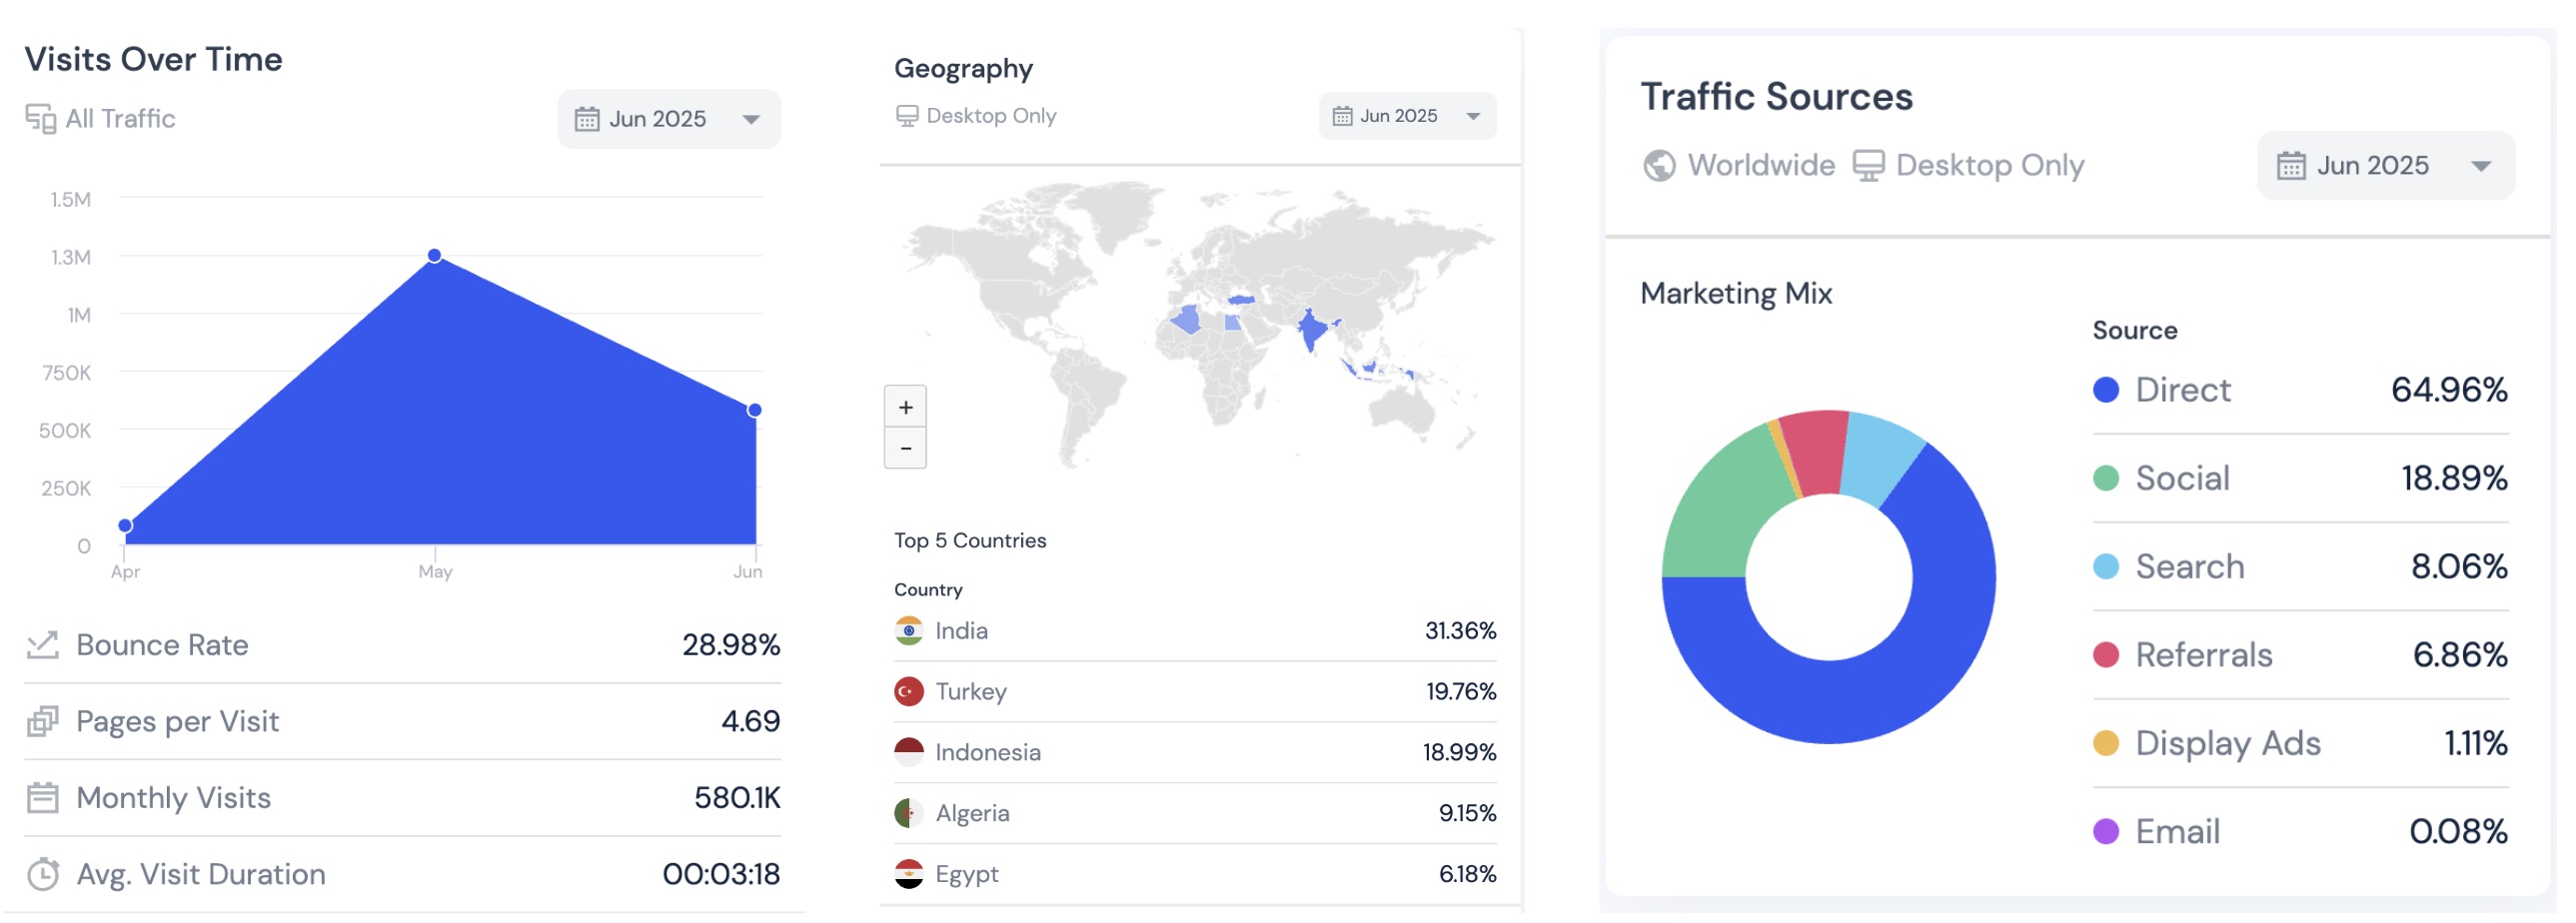 Visits Over Time
All Traffic
Jun 2025
1.5M
1.3M
1M
750K
500K
250K
0
Apr
May
Jun
Bounce Rate 28.98%
Pages per Visit 4.69
Monthly Visits 580.1K
Avg. Visit Duration 00:03:18
Geography
Desktop Only
Jun 2025
+
−
Top 5 Countries
Country
India 31.36%
Turkey 19.76%
Indonesia 18.99%
Algeria 9.15%
Egypt 6.18%
Traffic Sources
Worldwide Desktop Only
Jun 2025
Marketing Mix
Source
Direct 64.96%
Social 18.89%
Search 8.06%
Referrals 6.86%
Display Ads 1.11%
Email 0.08%